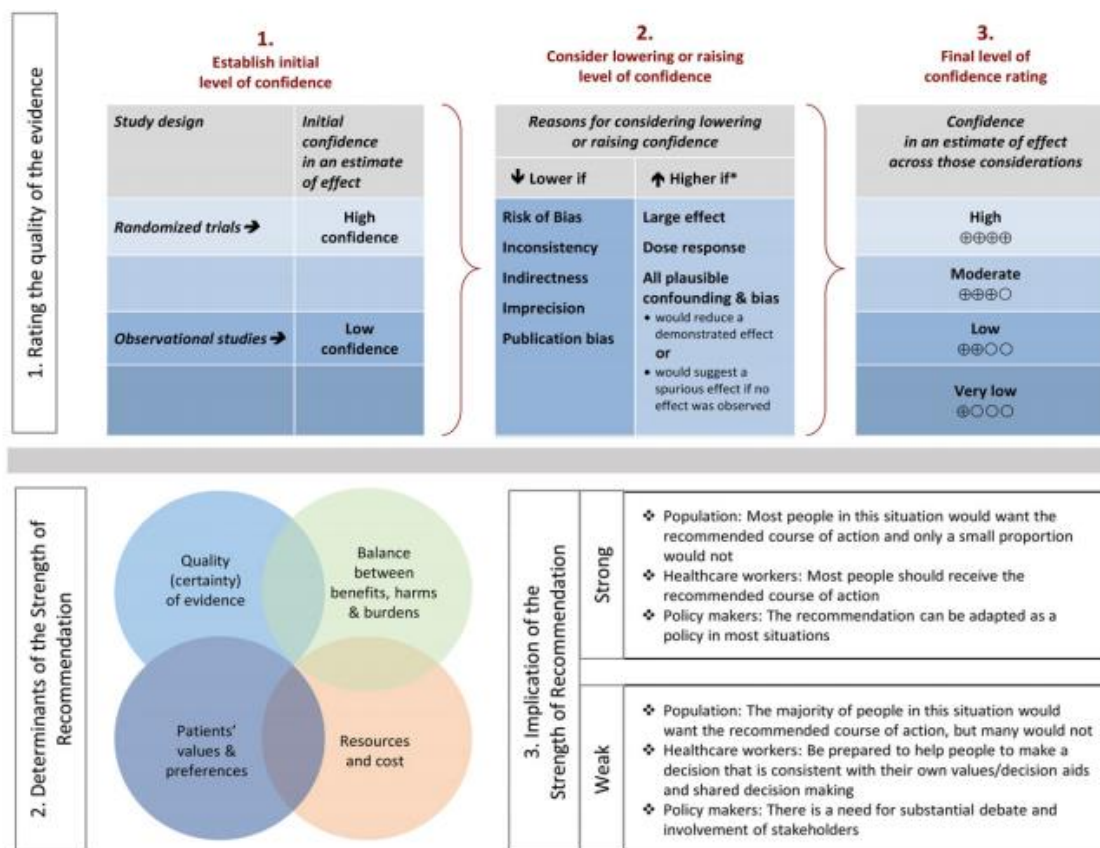 1. Rating the quality of the evidence
1.
Establish initial
level of confidence
Study design
Initial
confidence
in an estimate
of effect
Randomized trials ➔
High
confidence
Observational studies ➔
Low
confidence
2.
Consider lowering or raising
level of confidence
Reasons for considering lowering
or raising confidence
🡇 Lower if
🡅 Higher if*
Risk of Bias
Inconsistency
Indirectness
Imprecision
Publication bias
Large effect
Dose response
All plausible
confounding & bias
• would reduce a
demonstrated effect
or
• would suggest a
spurious effect if no
effect was observed
3.
Final level of
confidence rating
Confidence
in an estimate of effect
across those considerations
High
⊕⊕⊕⊕
Moderate
⊕⊕⊕○
Low
⊕⊕○○
Very low
⊕○○○
2. Determinants of the Strength of
Recommendation
Quality
(certainty)
of evidence
Balance
between
benefits, harms
& burdens
Patients'
values &
preferences
Resources
and cost
3. Implication of the
Strength of Recommendation
Strong
❖ Population: Most people in this situation would want the
recommended course of action and only a small proportion
would not
❖ Healthcare workers: Most people should receive the
recommended course of action
❖ Policy makers: The recommendation can be adapted as a
policy in most situations
Weak
❖ Population: The majority of people in this situation would
want the recommended course of action, but many would not
❖ Healthcare workers: Be prepared to help people to make a
decision that is consistent with their own values/decision aids
and shared decision making
❖ Policy makers: There is a need for substantial debate and
involvement of stakeholders